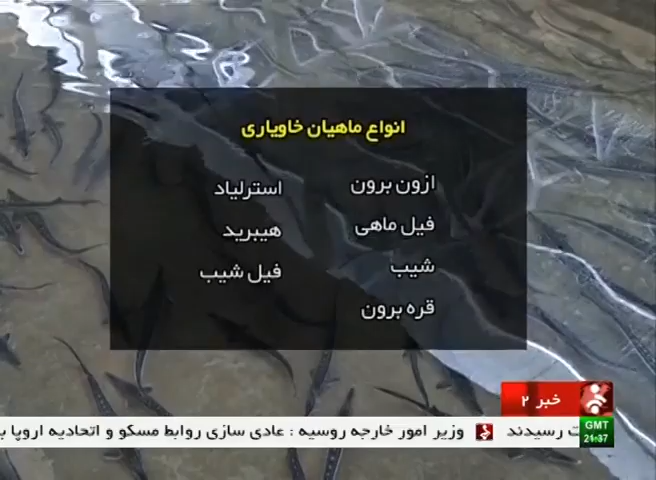 انواع ماهیان خاویاری
ازون برون
فیل ماهی
شیب
قره برون
استرلیاد
هیبرید
فیل شیب
خبر ۲
ت رسیدند وزیر امور خارجه روسیه : عادی سازی روابط مسکو و اتحادیه اروپا ب
GMT
21:37